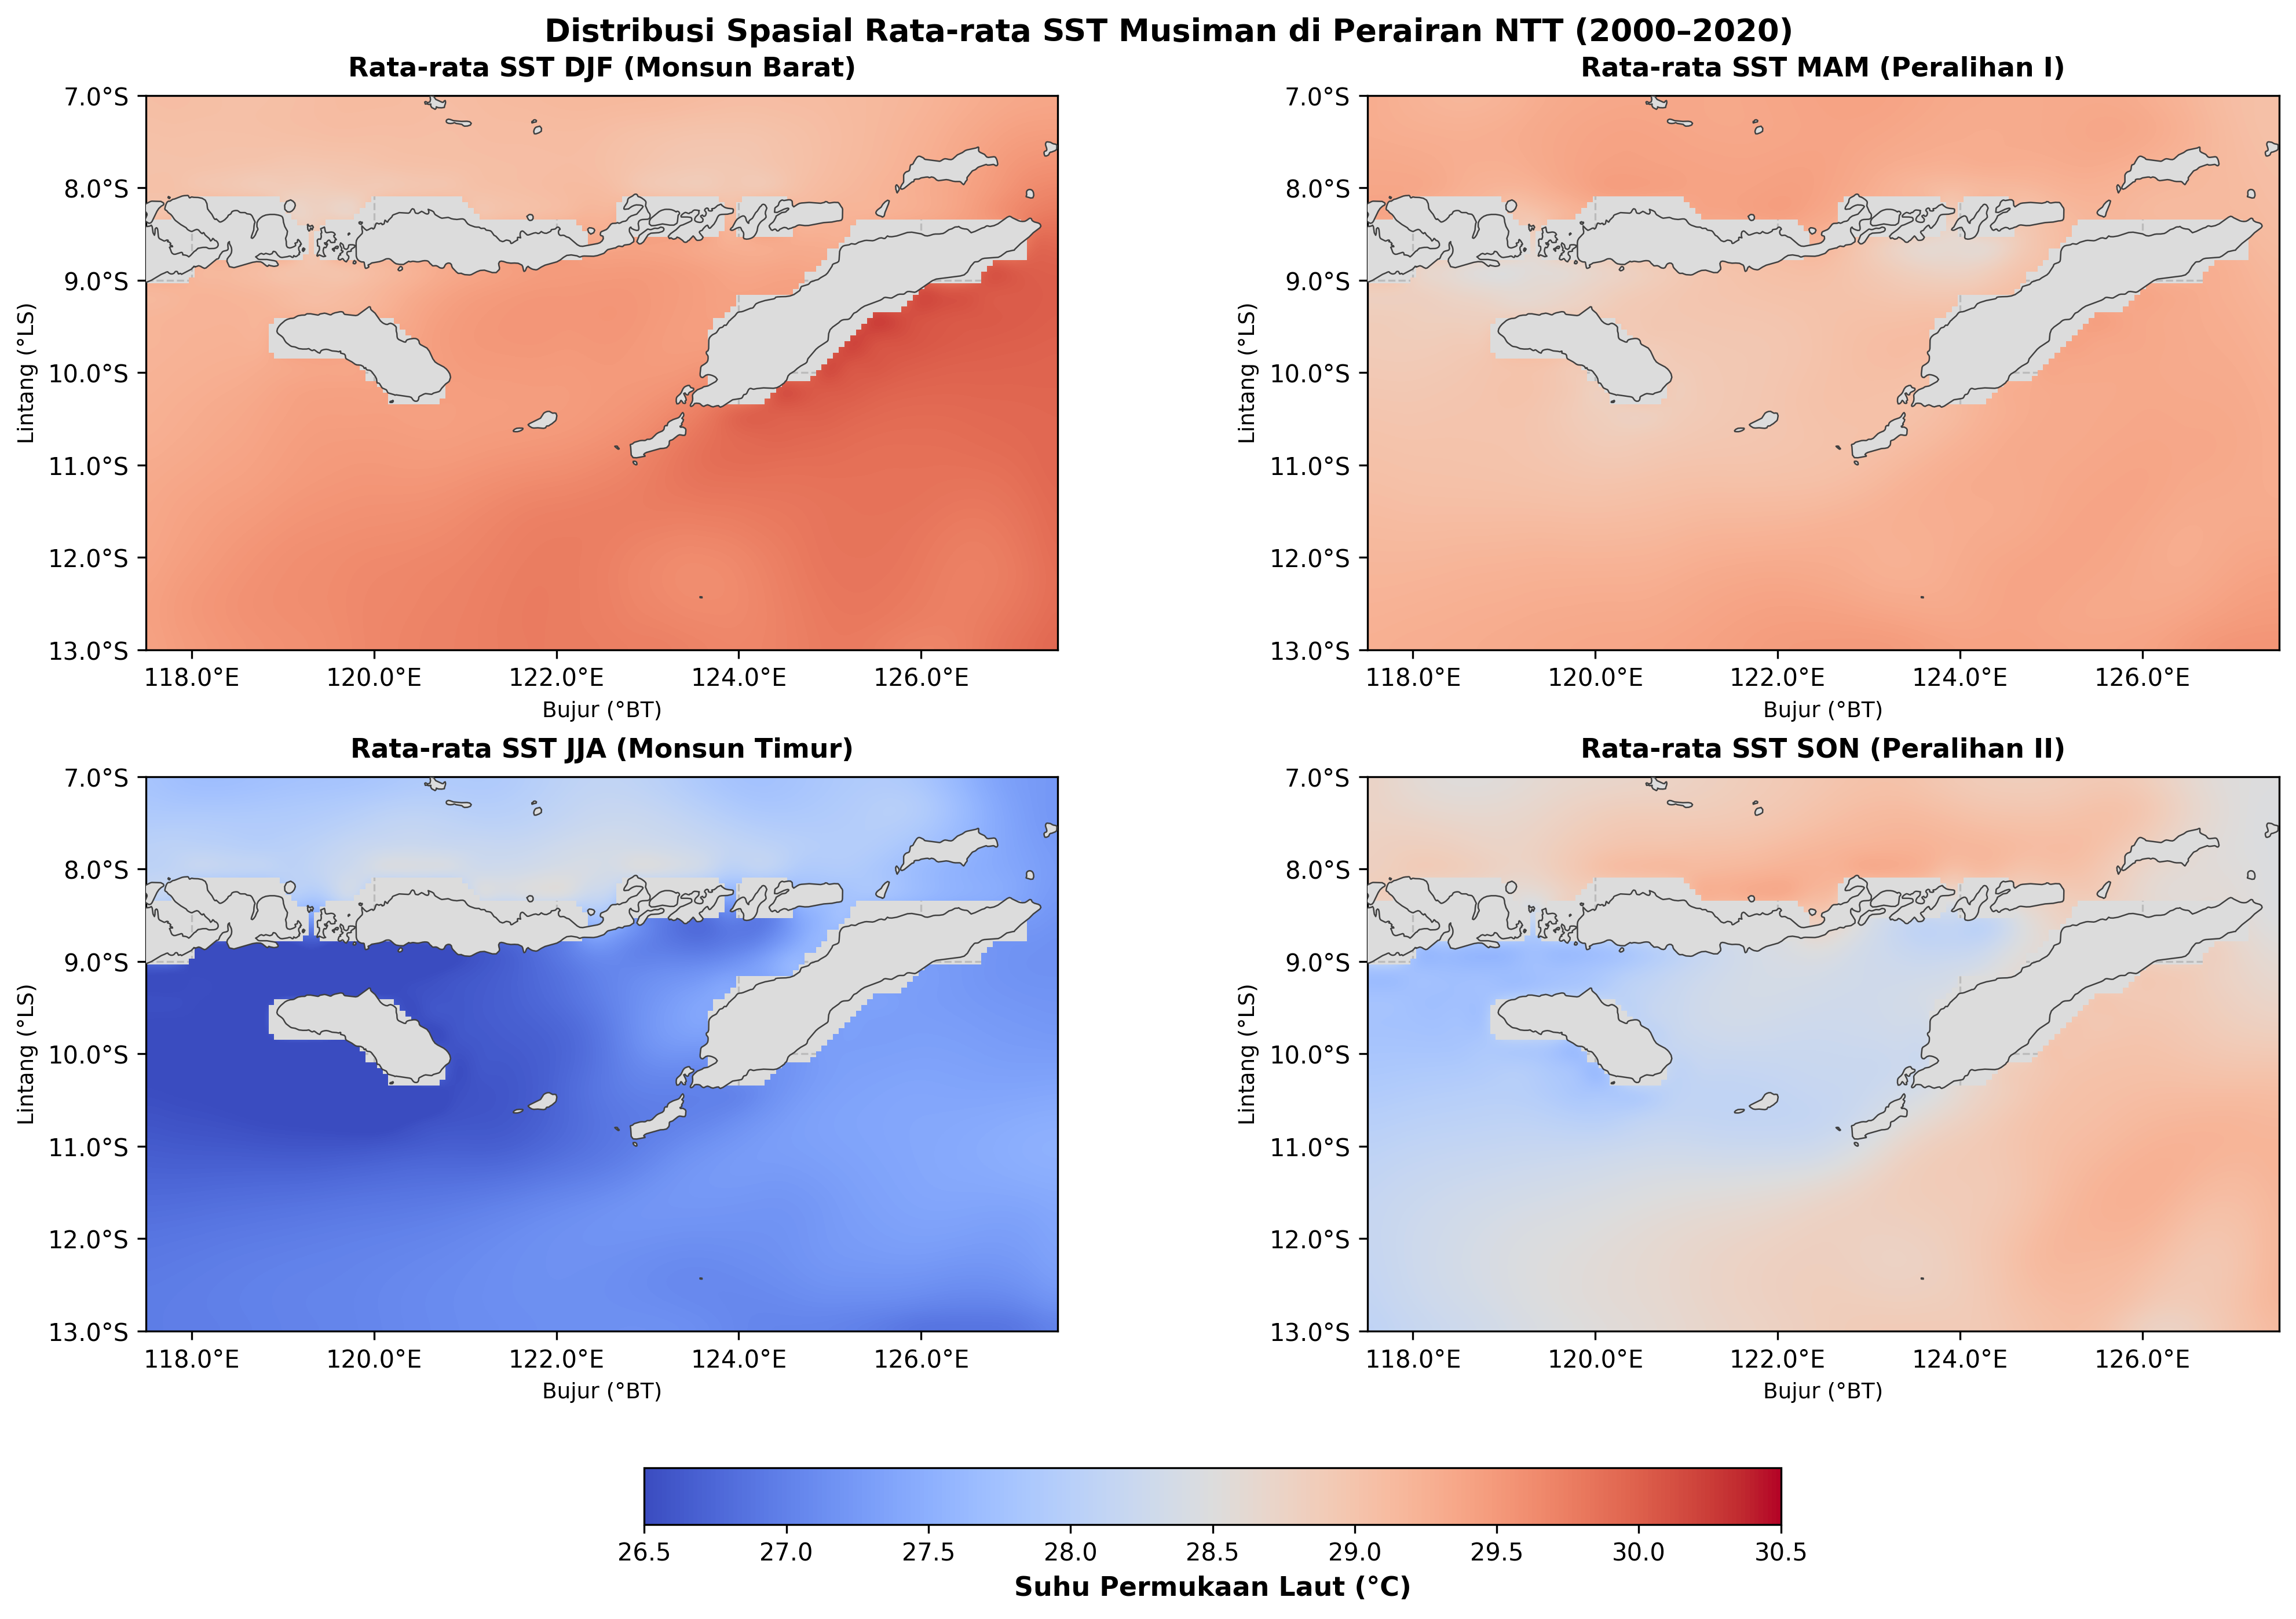 Distribusi Spasial Rata-rata SST Musiman di Perairan NTT (2000–2020)
Rata-rata SST DJF (Monsun Barat)
7.0°S
8.0°S
9.0°S
10.0°S
11.0°S
12.0°S
13.0°S
Lintang (°LS)
118.0°E 120.0°E 122.0°E 124.0°E 126.0°E
Bujur (°BT)
Rata-rata SST MAM (Peralihan I)
7.0°S
8.0°S
9.0°S
10.0°S
11.0°S
12.0°S
13.0°S
Lintang (°LS)
118.0°E 120.0°E 122.0°E 124.0°E 126.0°E
Bujur (°BT)
Rata-rata SST JJA (Monsun Timur)
7.0°S
8.0°S
9.0°S
10.0°S
11.0°S
12.0°S
13.0°S
Lintang (°LS)
118.0°E 120.0°E 122.0°E 124.0°E 126.0°E
Bujur (°BT)
Rata-rata SST SON (Peralihan II)
7.0°S
8.0°S
9.0°S
10.0°S
11.0°S
12.0°S
13.0°S
Lintang (°LS)
118.0°E 120.0°E 122.0°E 124.0°E 126.0°E
Bujur (°BT)
26.5 27.0 27.5 28.0 28.5 29.0 29.5 30.0 30.5
Suhu Permukaan Laut (°C)